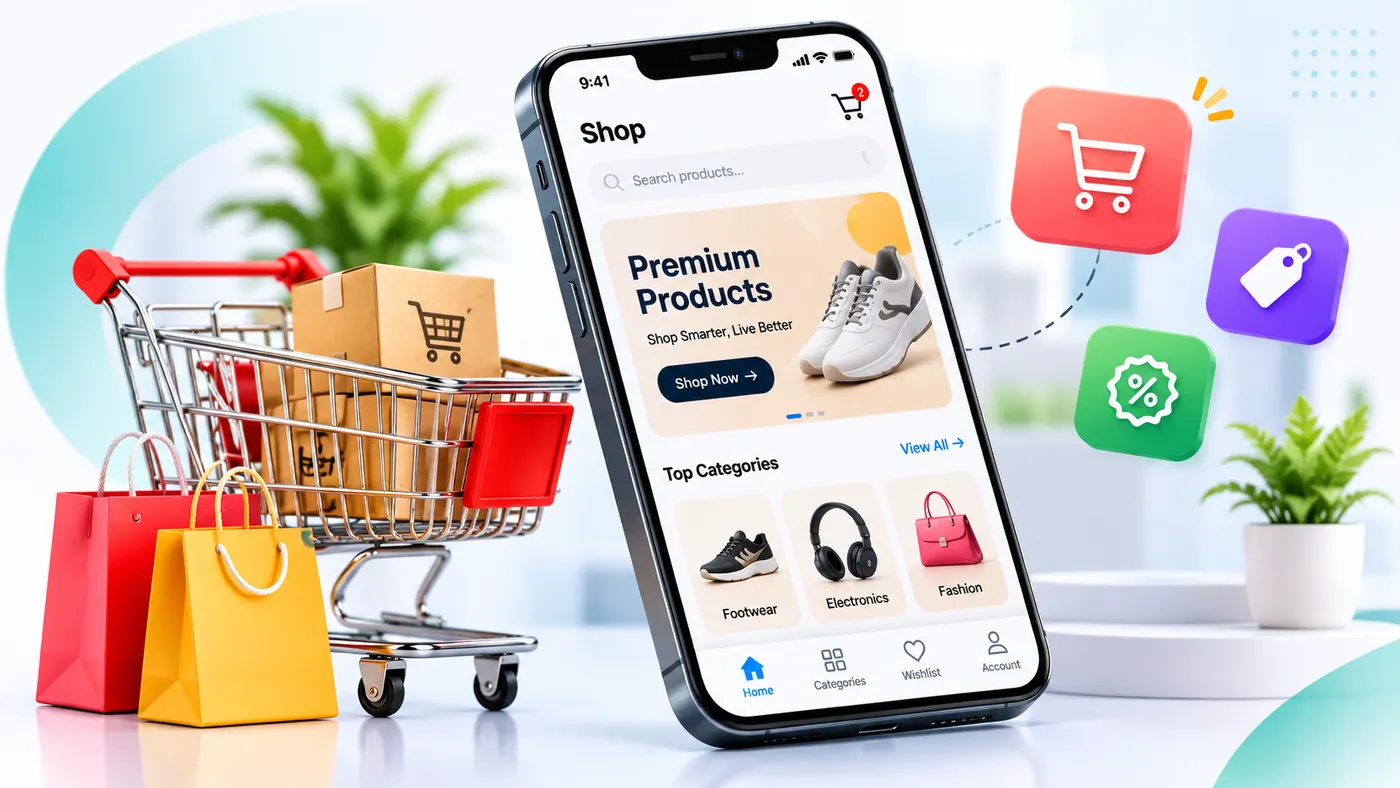 9:41
2
Shop
Search products...
Premium
Products
Shop Smarter, Live Better
Shop Now →
Top Categories
View All →
Footwear
Electronics
Fashion
Home
Categories
Wishlist
Account